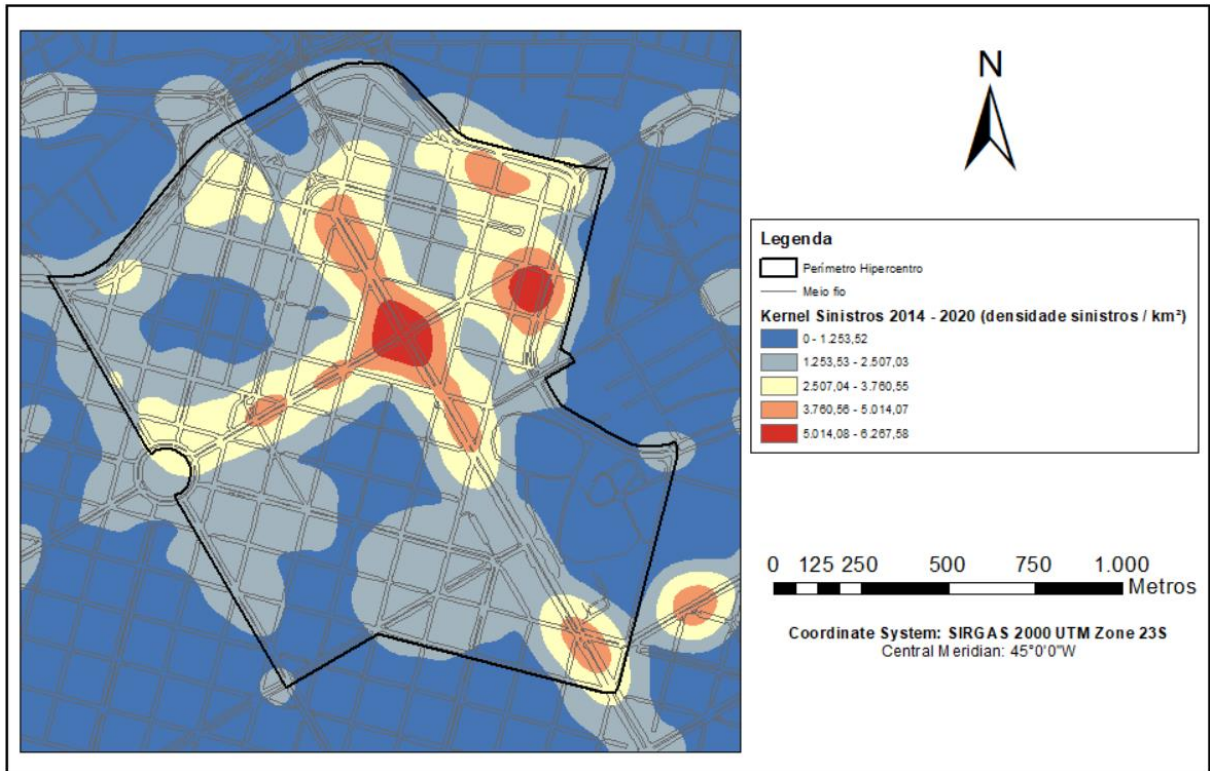 N
Legenda
Perímetro Hipercentro
Meio fio
Kernel Sinistros 2014 - 2020 (densidade sinistros / km²)
0 - 1.253,52
1.253,53 - 2.507,03
2.507,04 - 3.760,55
3.760,56 - 5.014,07
5.014,08 - 6.267,58
0 125 250 500 750 1.000
Metros
Coordinate System: SIRGAS 2000 UTM Zone 23S
Central Meridian: 45°0'0"W